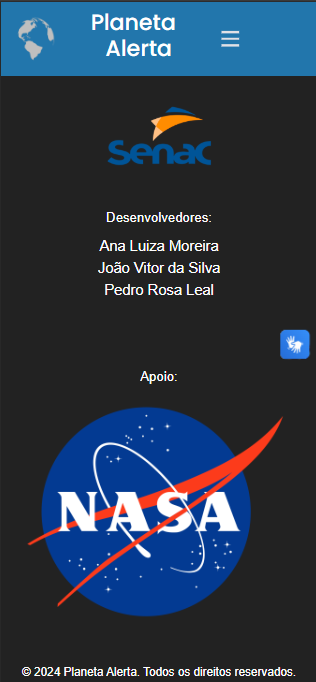 Planeta
Alerta
Senac
Desenvolvedores:
Ana Luiza Moreira
João Vitor da Silva
Pedro Rosa Leal
Apoio:
NASA
© 2024 Planeta Alerta. Todos os direitos reservados.